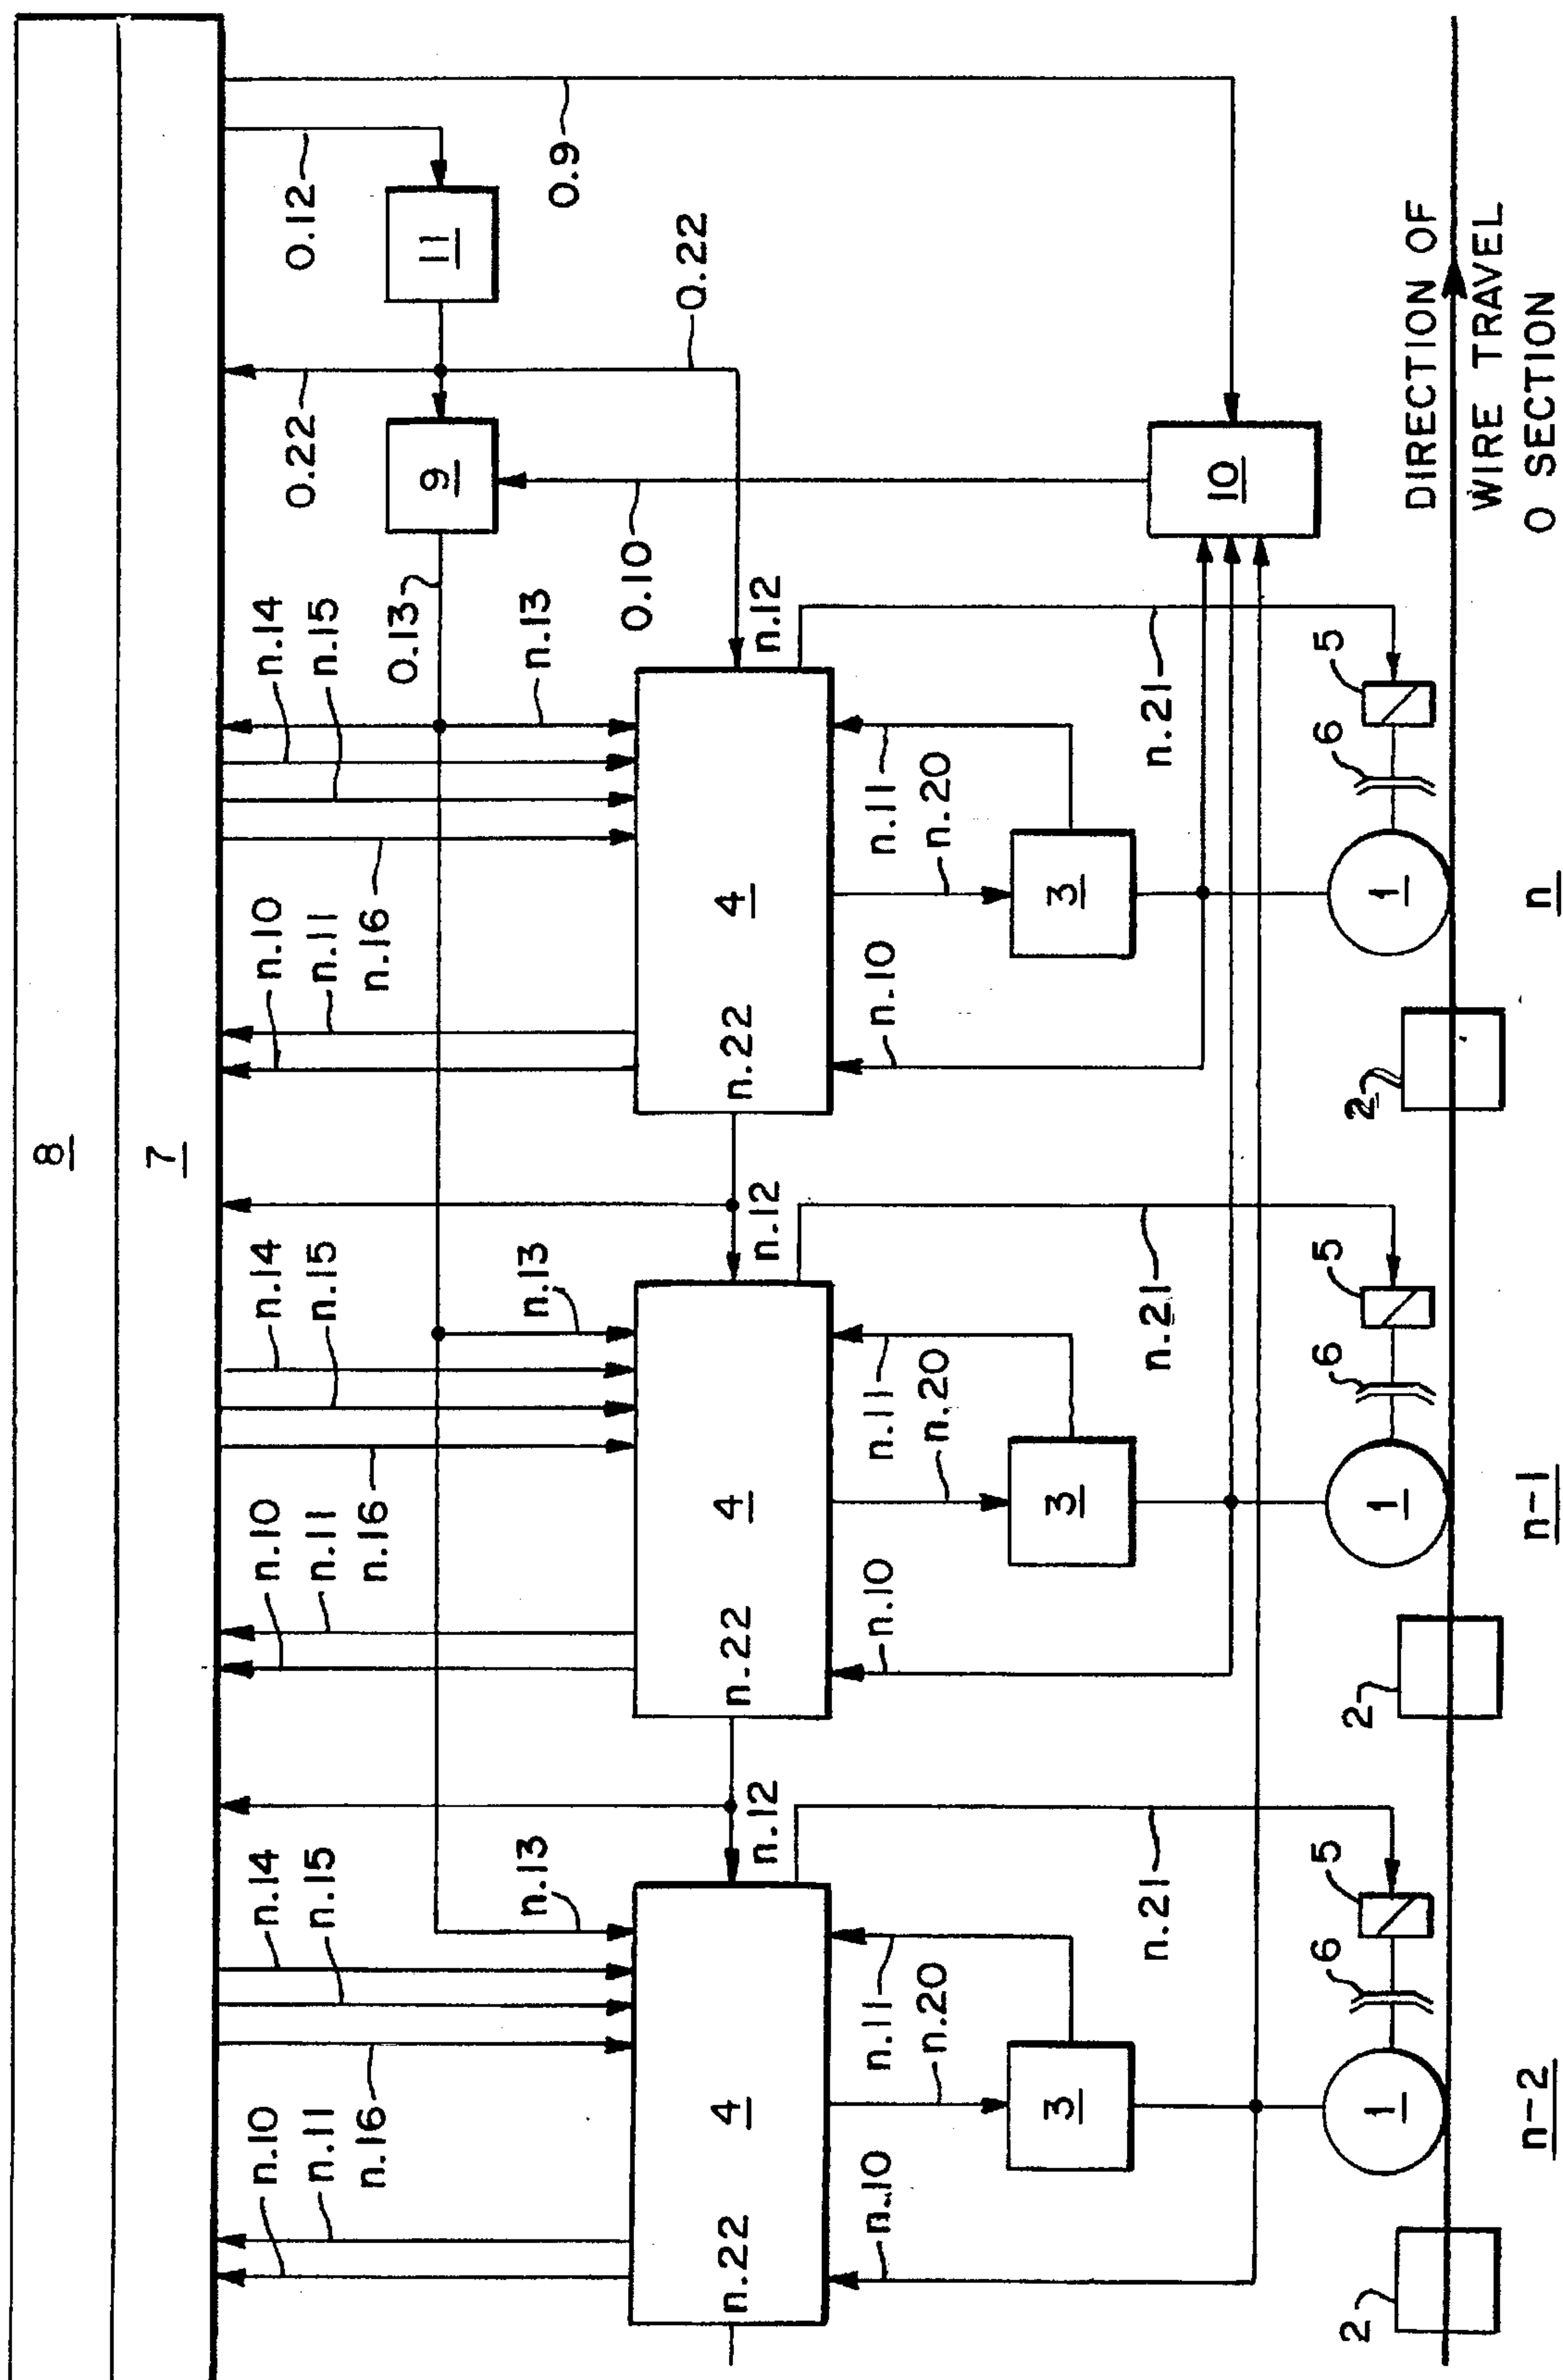 8
7
n.10
n.11
n.16
n.14
n.15
n.10
n.11
n.16
n.14
n.15
n.10
n.11
n.16
n.14
n.15
0.22
0.12
n.13
n.13
0.13
n.13
9
11
0.9
0.10
0.22
n.22
4
n.12
n.22
4
n.12
n.22
4
n.12
n.10
n.11
n.20
n.10
n.11
n.20
n.10
n.11
n.20
3
n.21
3
n.21
3
n.21
10
2
1
6
5
2
1
6
5
2
1
6
5
DIRECTION OF
WIRE TRAVEL
O SECTION
n-2
n-1
n